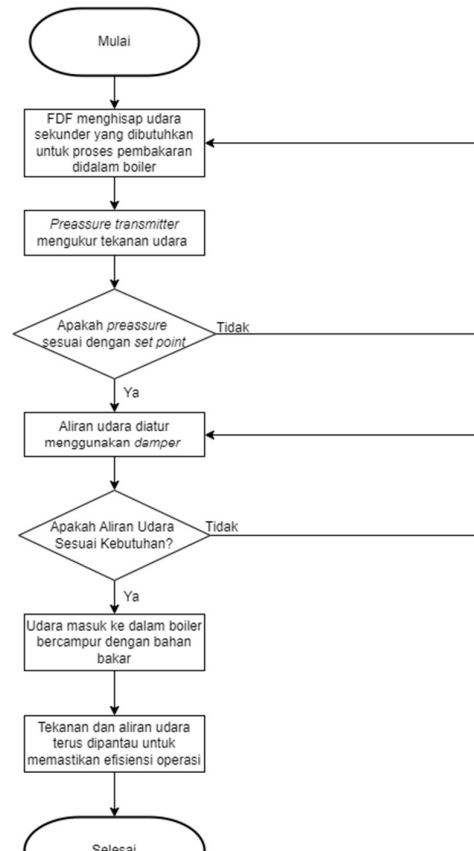 Mulai
FDF menghisap udara
sekunder yang dibutuhkan
untuk proses pembakaran
didalam boiler
Preassure transmitter
mengukur tekanan udara
Apakah preassure
sesuai dengan set point
Tidak
Ya
Aliran udara diatur
menggunakan damper
Apakah Aliran Udara
Sesuai Kebutuhan?
Tidak
Ya
Udara masuk ke dalam boiler
bercampur dengan bahan
bakar
Tekanan dan aliran udara
terus dipantau untuk
memastikan efisiensi operasi
Selesai